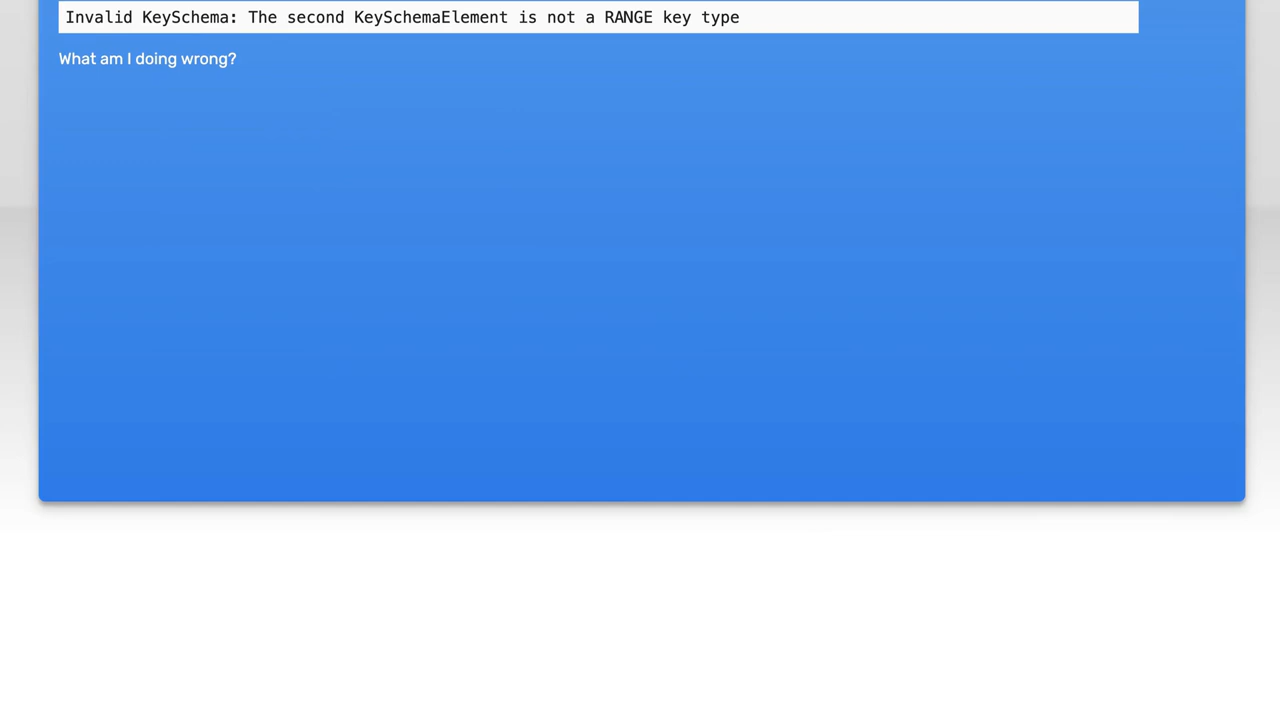 Invalid KeySchema: The second KeySchemaElement is not a RANGE key type
What am I doing wrong?